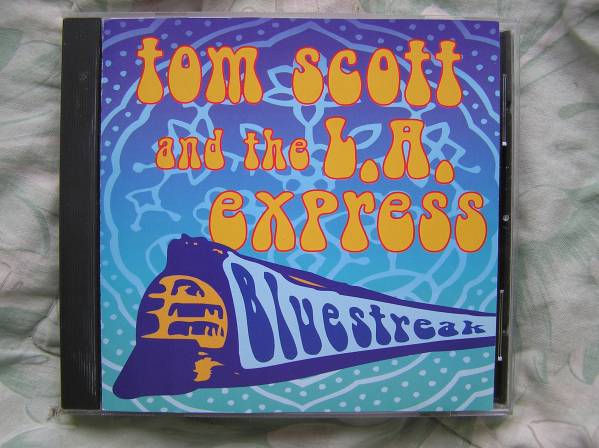 tom scott
and the L.A.
express
Bluestreak